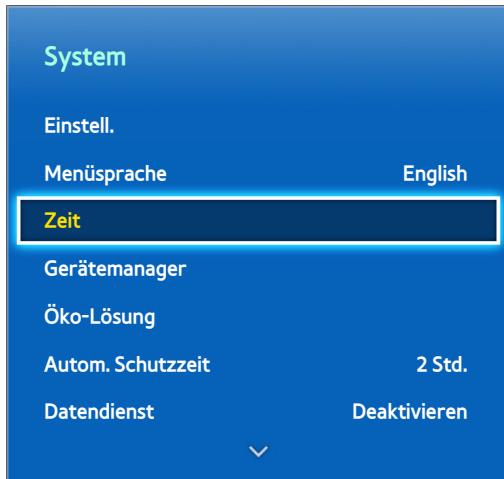 System
Einstell.
Menüsprache English
Zeit
Gerätemanager
Öko-Lösung
Autom. Schutzzeit 2 Std.
Datendienst Deaktivieren